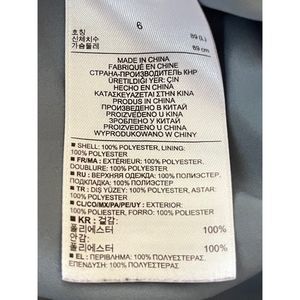 호칭 6
신체치수 89 (L)
가슴둘레 89 cm
MADE IN CHINA
FABRIQUÉ EN CHINE
СТРАНА-ПРОИЗВОДИТЕЛЬ КНР
ÜRETİLDİĞİ YER: ÇİN
HECHO EN CHINA
ΚΑΤΑΣΚΕΥΑΖΕΤΑΙ ΣΤΗΝ ΚΙΝΑ
PRODUS IN CHINA
ПРОИЗВЕДЕНО В КИТАЙ
PROIZVEDENO U KINA
ЗРОБЛЕНО У КИТАЇ
PROIZVEDENO U KINI
WYPRODUKOWANO W CHINY
■ SHELL: 100% POLYESTER, LINING:
100% POLYESTER
■ FR/MA: EXTÉRIEUR: 100% POLYESTER,
DOUBLURE: 100% POLYESTER
■ RU : ВЕРХНЯЯ ОДЕЖДА: 100% ПОЛИЭСТЕР,
ПОДКЛАДКА: 100% ПОЛИЭСТЕР
■ TR : DIŞ YÜZEY: 100% POLYESTER, ASTAR:
100% POLYESTER
■ CL/CO/MX/PA/PE/UY: EXTERIOR: 100%
POLIÉSTER, FORRO: 100% POLIÉSTER
■ KR : 겉감:
폴리에스터 100%
안감:
폴리에스터 100%
■ EL : ΠΕΡΙΒΛΗΜΑ: 100% ΠΟΛΥΕΣΤΕΡΑΣ,
ΕΠΕΝΔΥΣΗ: 100% ΠΟΛΥΕΣΤΕΡΑΣ